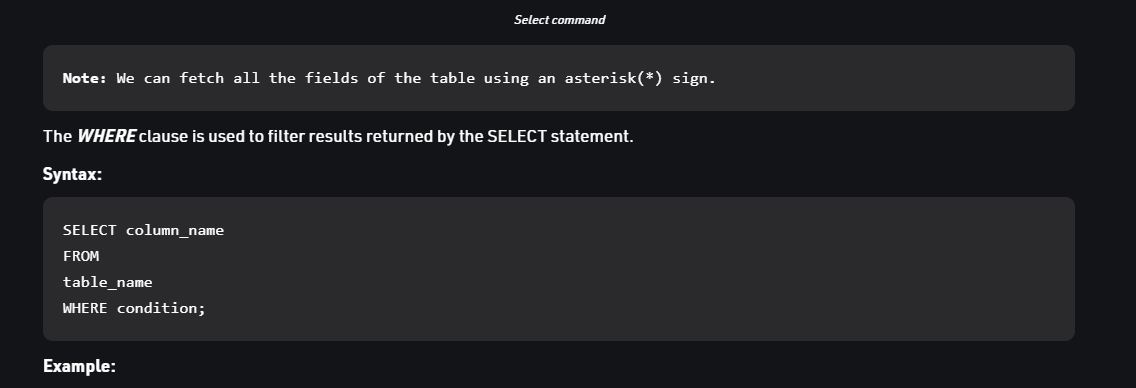 Select command
Note: We can fetch all the fields of the table using an asterisk(*) sign.
The WHERE clause is used to filter results returned by the SELECT statement.
Syntax:
SELECT column_name
FROM
table_name
WHERE condition;
Example: